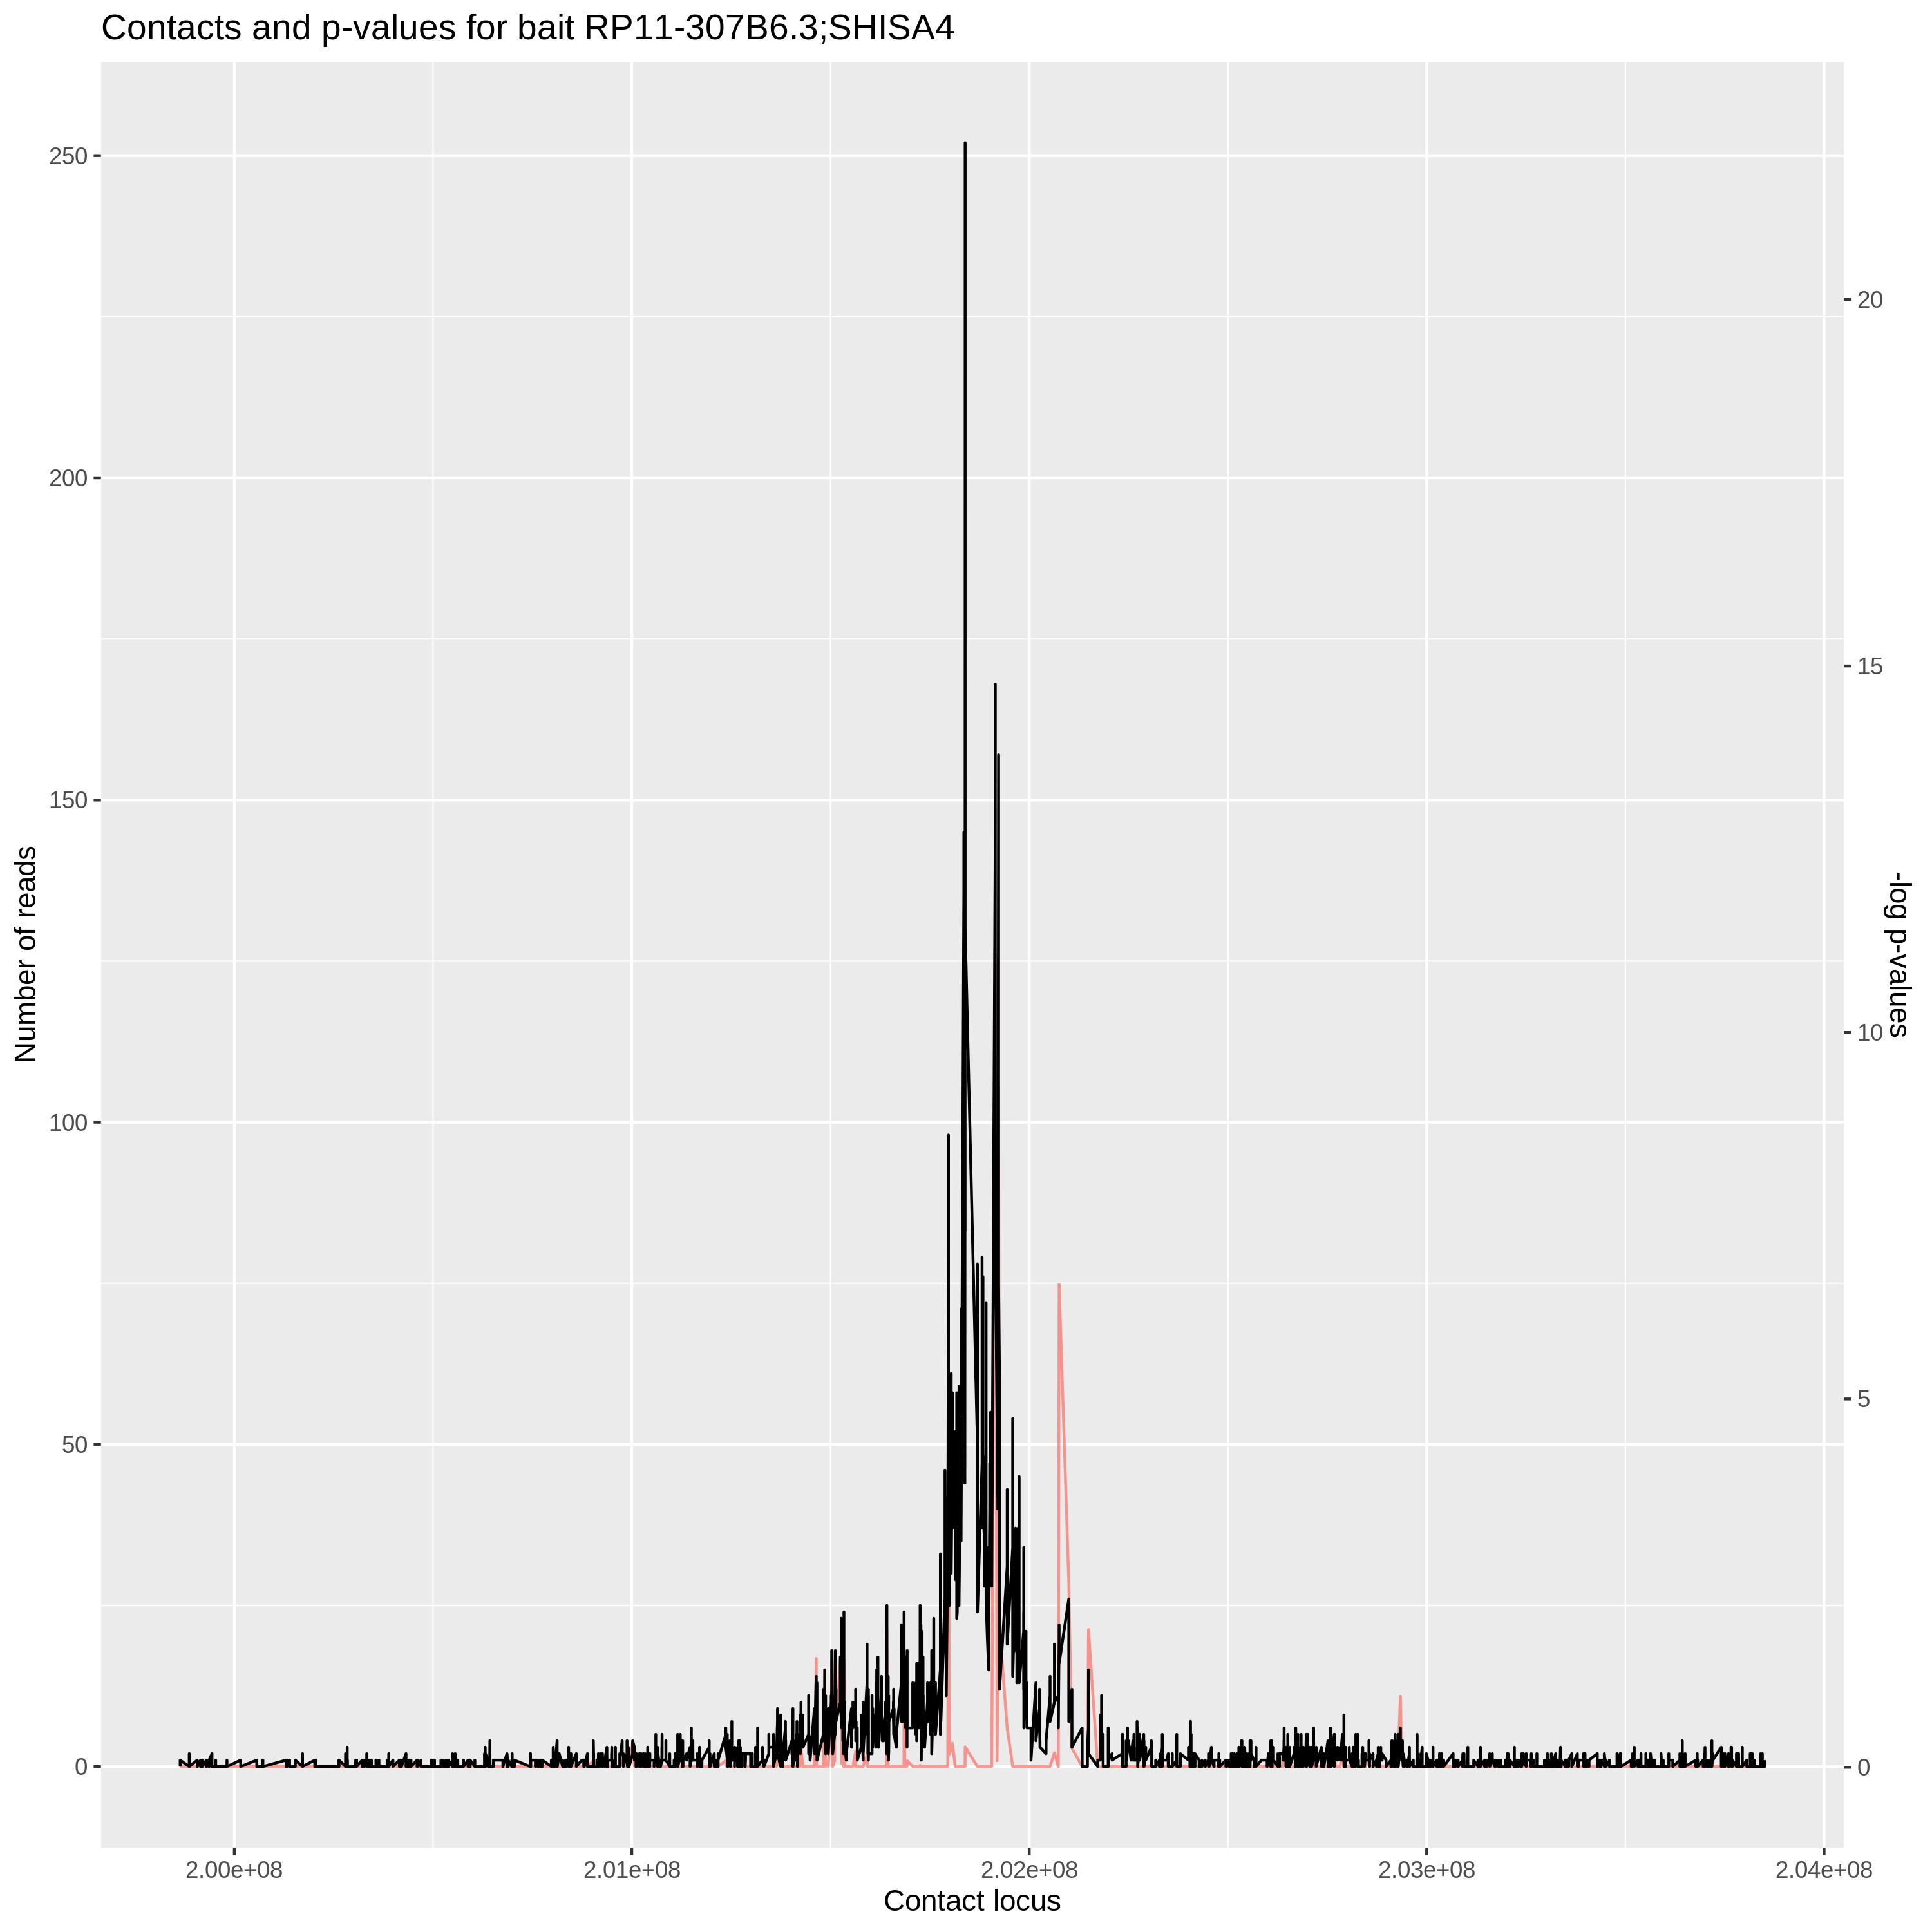 Contacts and p-values for bait RP11-307B6.3;SHISA4
250
200
150
100
50
0
Number of reads
20
15
10
5
0
-log p-values
2.00e+08
2.01e+08
2.02e+08
2.03e+08
2.04e+08
Contact locus